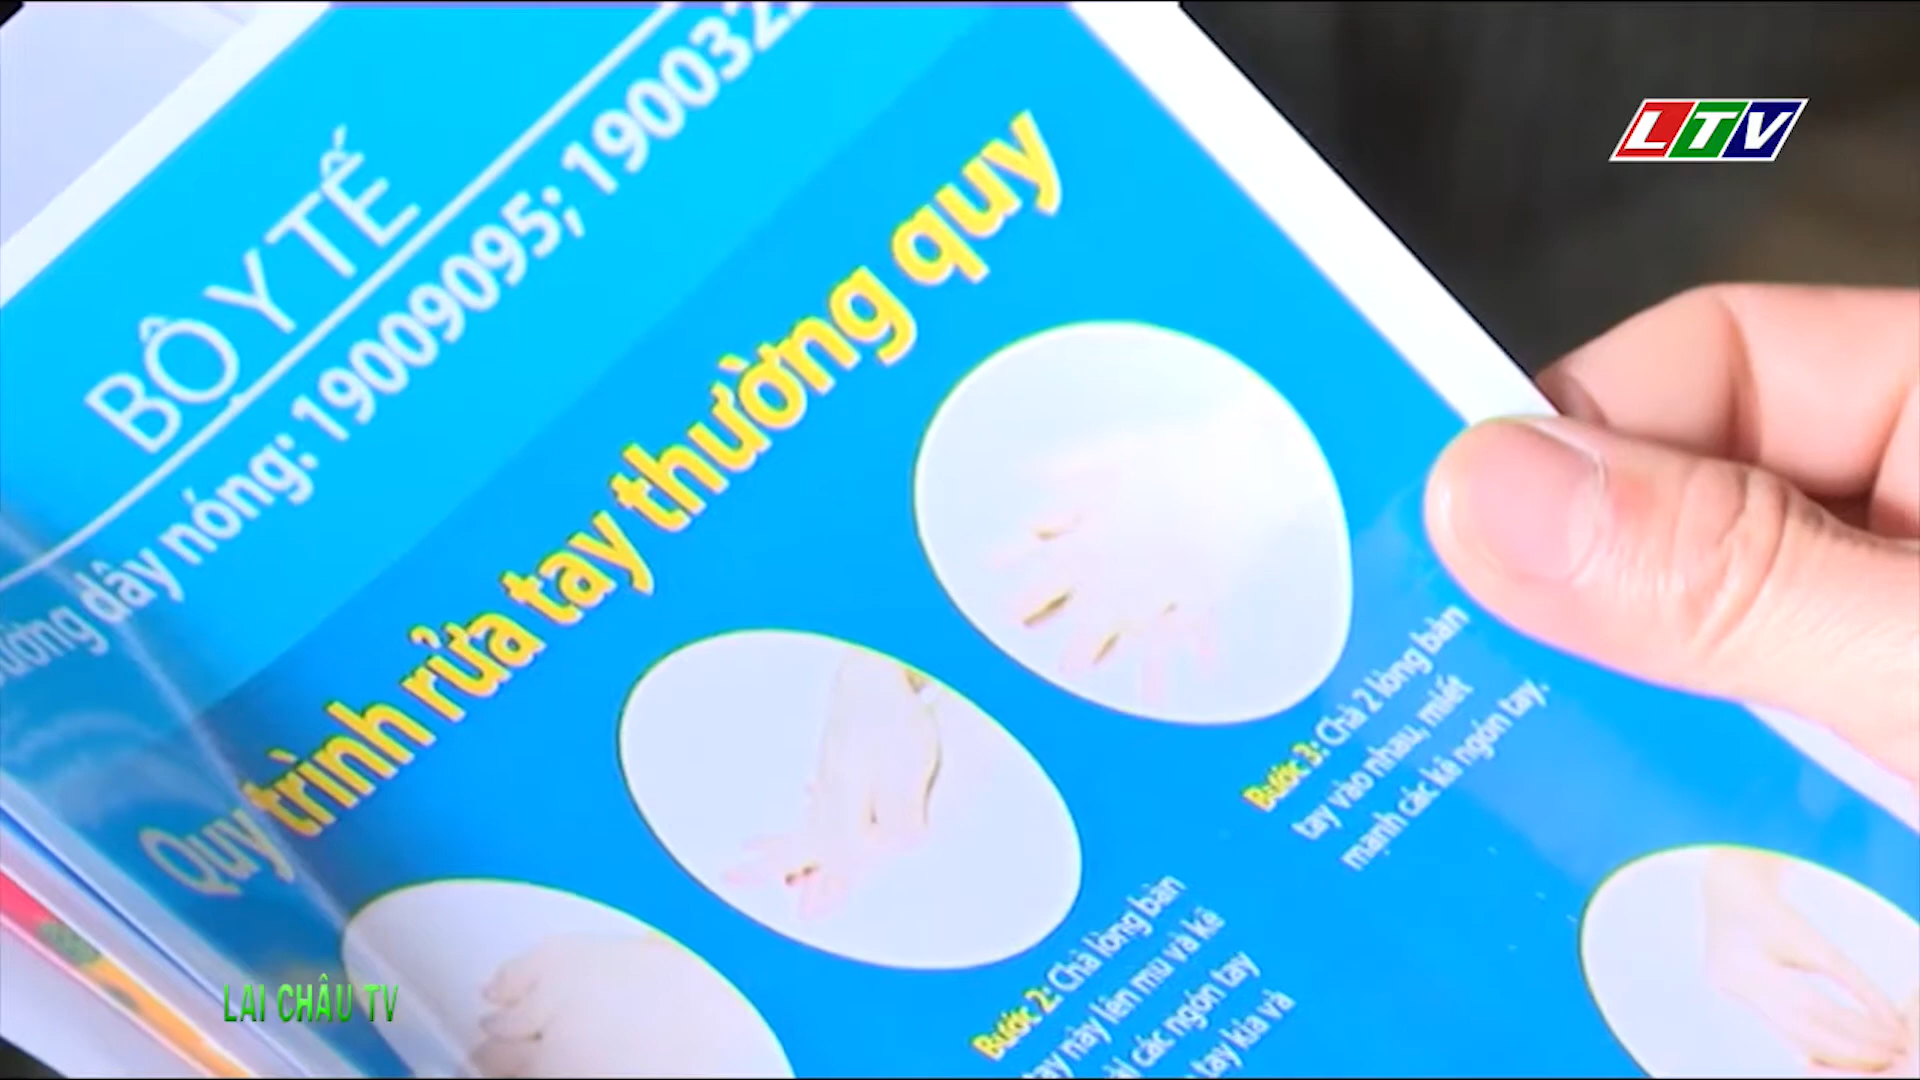 LTV
BỘ Y TẾ
đường dây nóng: 19009095; 190032
Quy trình rửa tay thường quy
Bước 3: Chà 2 lòng bàn
tay vào nhau, miết
mạnh các kẽ ngón tay.
Bước 2: Chà lòng bàn
tay này lên mu và kẽ
các ngón tay
tay kia và
LAI CHÂU TV